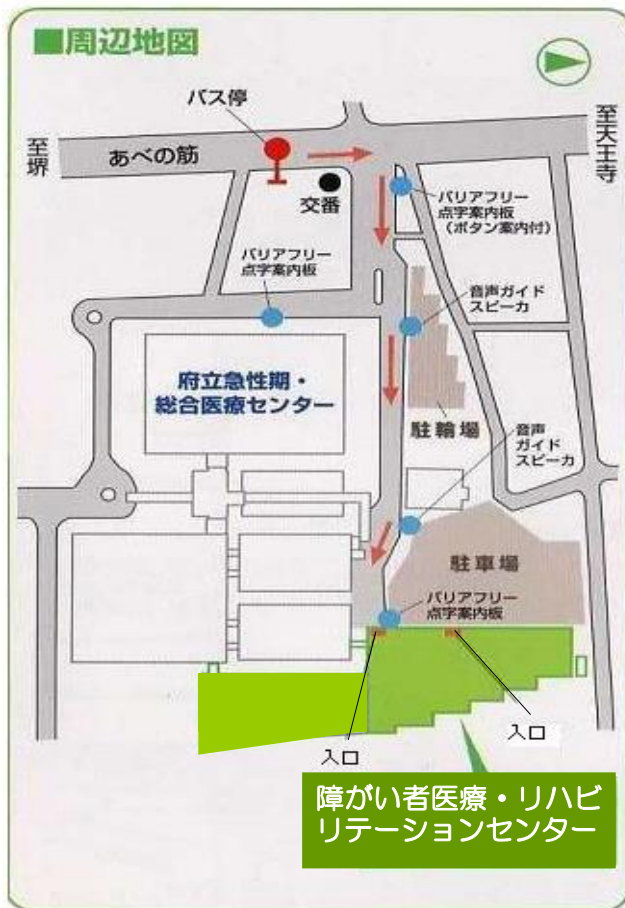 ■周辺地図
バス停
至堺
あべの筋
至天王寺
交番
バリアフリー
点字案内板
(ボタン案内付)
バリアフリー
点字案内板
音声ガイド
スピーカ
府立急性期・
総合医療センター
駐輪場
音声
ガイド
スピーカ
駐車場
バリアフリー
点字案内板
入口
入口
障がい者医療・リハビ
リテーションセンター